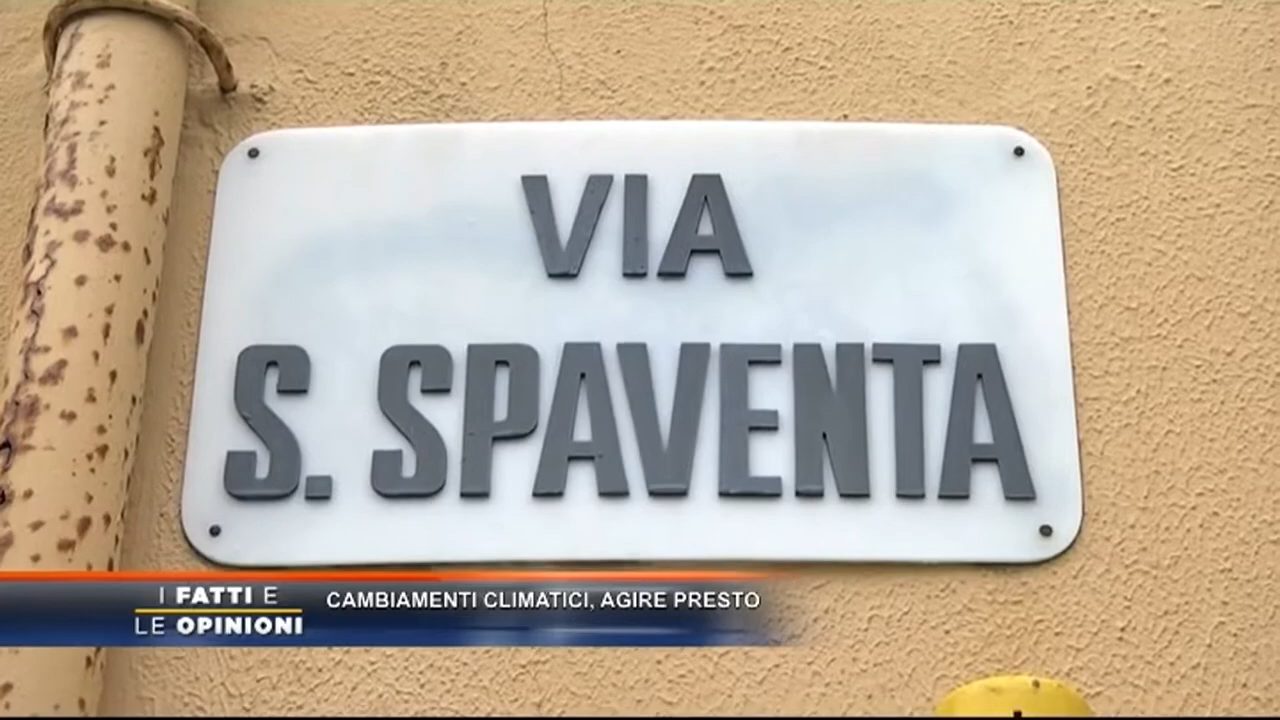 VIA
S. SPAVENTA
I FATTI E
LE OPINIONI
CAMBIAMENTI CLIMATICI, AGIRE PRESTO